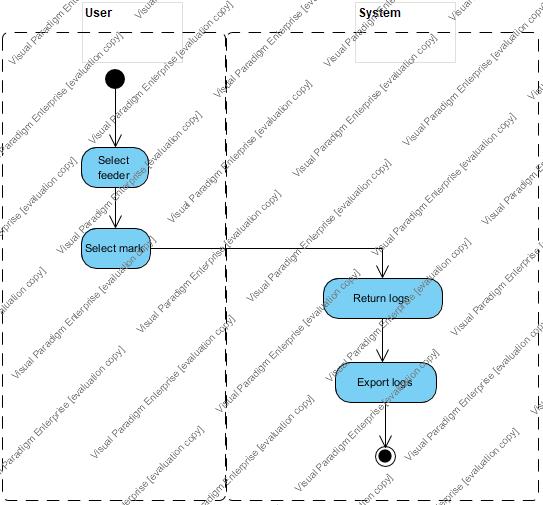 User
System
Select
feeder
Select mark
Return logs
Export logs
Visual Paradigm Enterprise [evaluation copy]